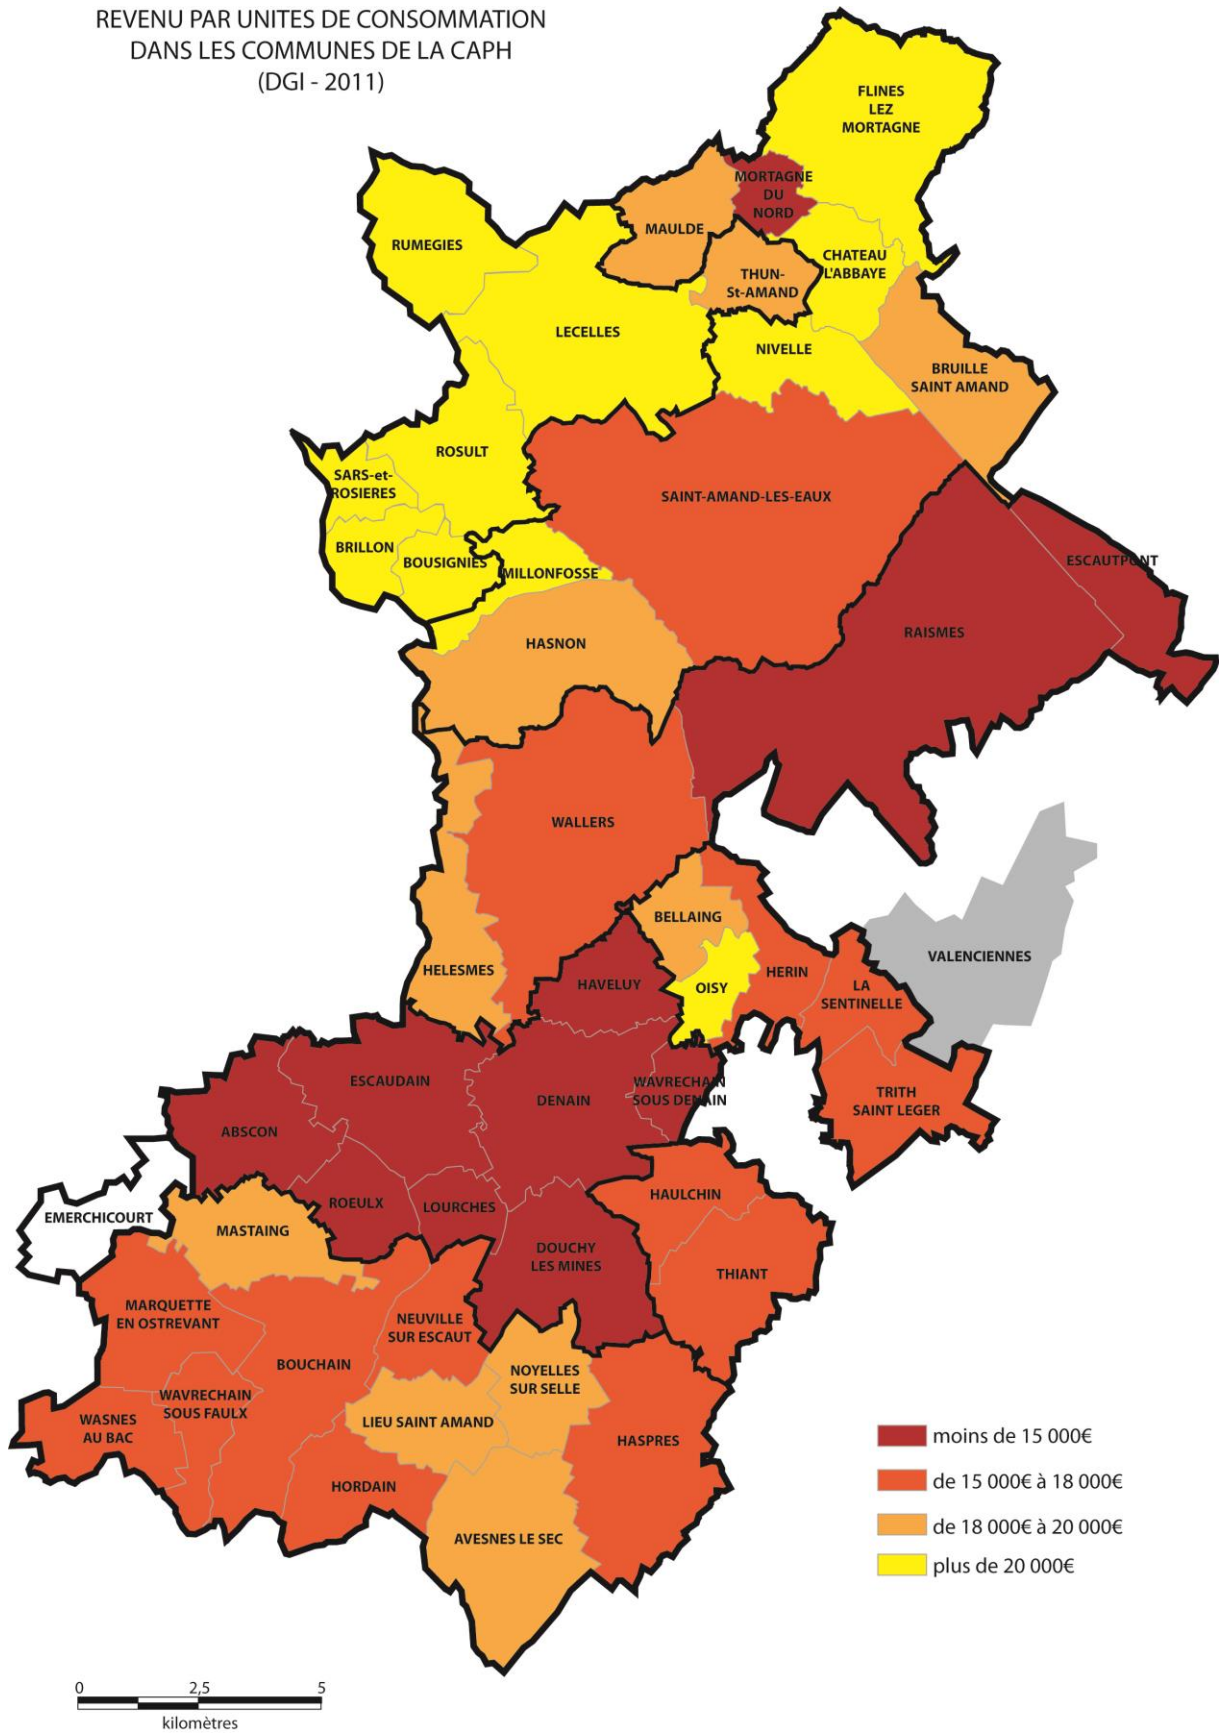 REVENU PAR UNITES DE CONSOMMATION
DANS LES COMMUNES DE LA CAPH
(DGI - 2011)
FLINES
LEZ
MORTAGNE
MORTAGNE
DU
NORD
MAULDE
RUMEGIES
CHATEAU
L'ABBAYE
THUN-
St-AMAND
LECELLES
NIVELLE
BRUILLE
SAINT AMAND
ROSULT
SARS-et-
ROSIERES
SAINT-AMAND-LES-EAUX
BRILLON
BOUSIGNIES
MILLONFOSSE
ESCAUTPONT
RAISMES
HASNON
WALLERS
BELLAING
VALENCIENNES
HELESMES
HAVELUY
OISY
HERIN
LA
SENTINELLE
ESCAUDAIN
DENAIN
WAVRECHAIN
SOUS DENAIN
TRITH
SAINT LEGER
ABSCON
ROEULX
LOURCHES
HAULCHIN
EMERCHICOURT
MASTAING
DOUCHY
LES MINES
THIANT
MARQUETTE
EN OSTREVANT
NEUVILLE
SUR ESCAUT
BOUCHAIN
NOYELLES
SUR SELLE
WAVRECHAIN
SOUS FAULX
WASNES
AU BAC
LIEU SAINT AMAND
HASPRES
HORDAIN
AVESNES LE SEC
moins de 15 000€
de 15 000€ à 18 000€
de 18 000€ à 20 000€
plus de 20 000€
0 2,5 5
kilomètres